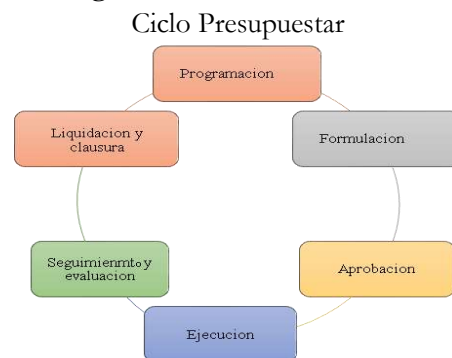 Ciclo Presupuestar
Programacion
Formulacion
Aprobacion
Ejecucion
Seguimienmto y
evaluacion
Liquidacion y
clausura